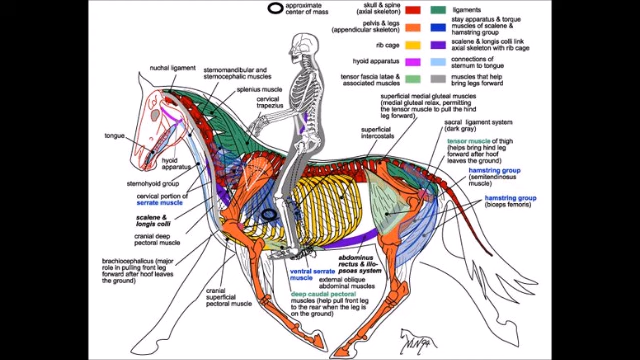 approximate
center of mass
skull & spine
(axial skeleton)
pelvis & legs
(appendicular skeleton)
rib cage
hyoid apparatus
tensor fascia latae &
associated muscles
ligaments
stay apparatus & torque
muscles of scalene &
hamstring group
scalene & longis colli link
axial skeleton with rib cage
connections of
sternum to tongue
muscles that help
bring legs forward
nuchal ligament
sternomandibular and
sternocephalic muscles
splenius muscle
cervical
trapezius
superficial medial gluteal muscles
(medial gluteal relax, permitting
the tensor muscle to pull the hind
leg forward)
superficial
intercostals
sacral ligament system
(dark gray)
tensor muscle of thigh
(helps bring hind leg
forward after hoof
leaves the ground)
hamstring group
(semitendinosus
muscle)
hamstring group
(biceps femoris)
tongue
hyoid
apparatus
sternohyoid group
cervical portion of
serrate muscle
scalene &
longis colli
cranial deep
pectoral muscle
brachiocephalicus (major
role in pulling front leg
forward after hoof leaves
the ground)
cranial
superficial
pectoral muscle
ventral serrate
muscle
abdominus
rectus & ilio-
psoas system
external oblique
abdominal muscles
deep caudal pectoral
muscles (help pull front leg
to the rear when the leg is
on the ground)